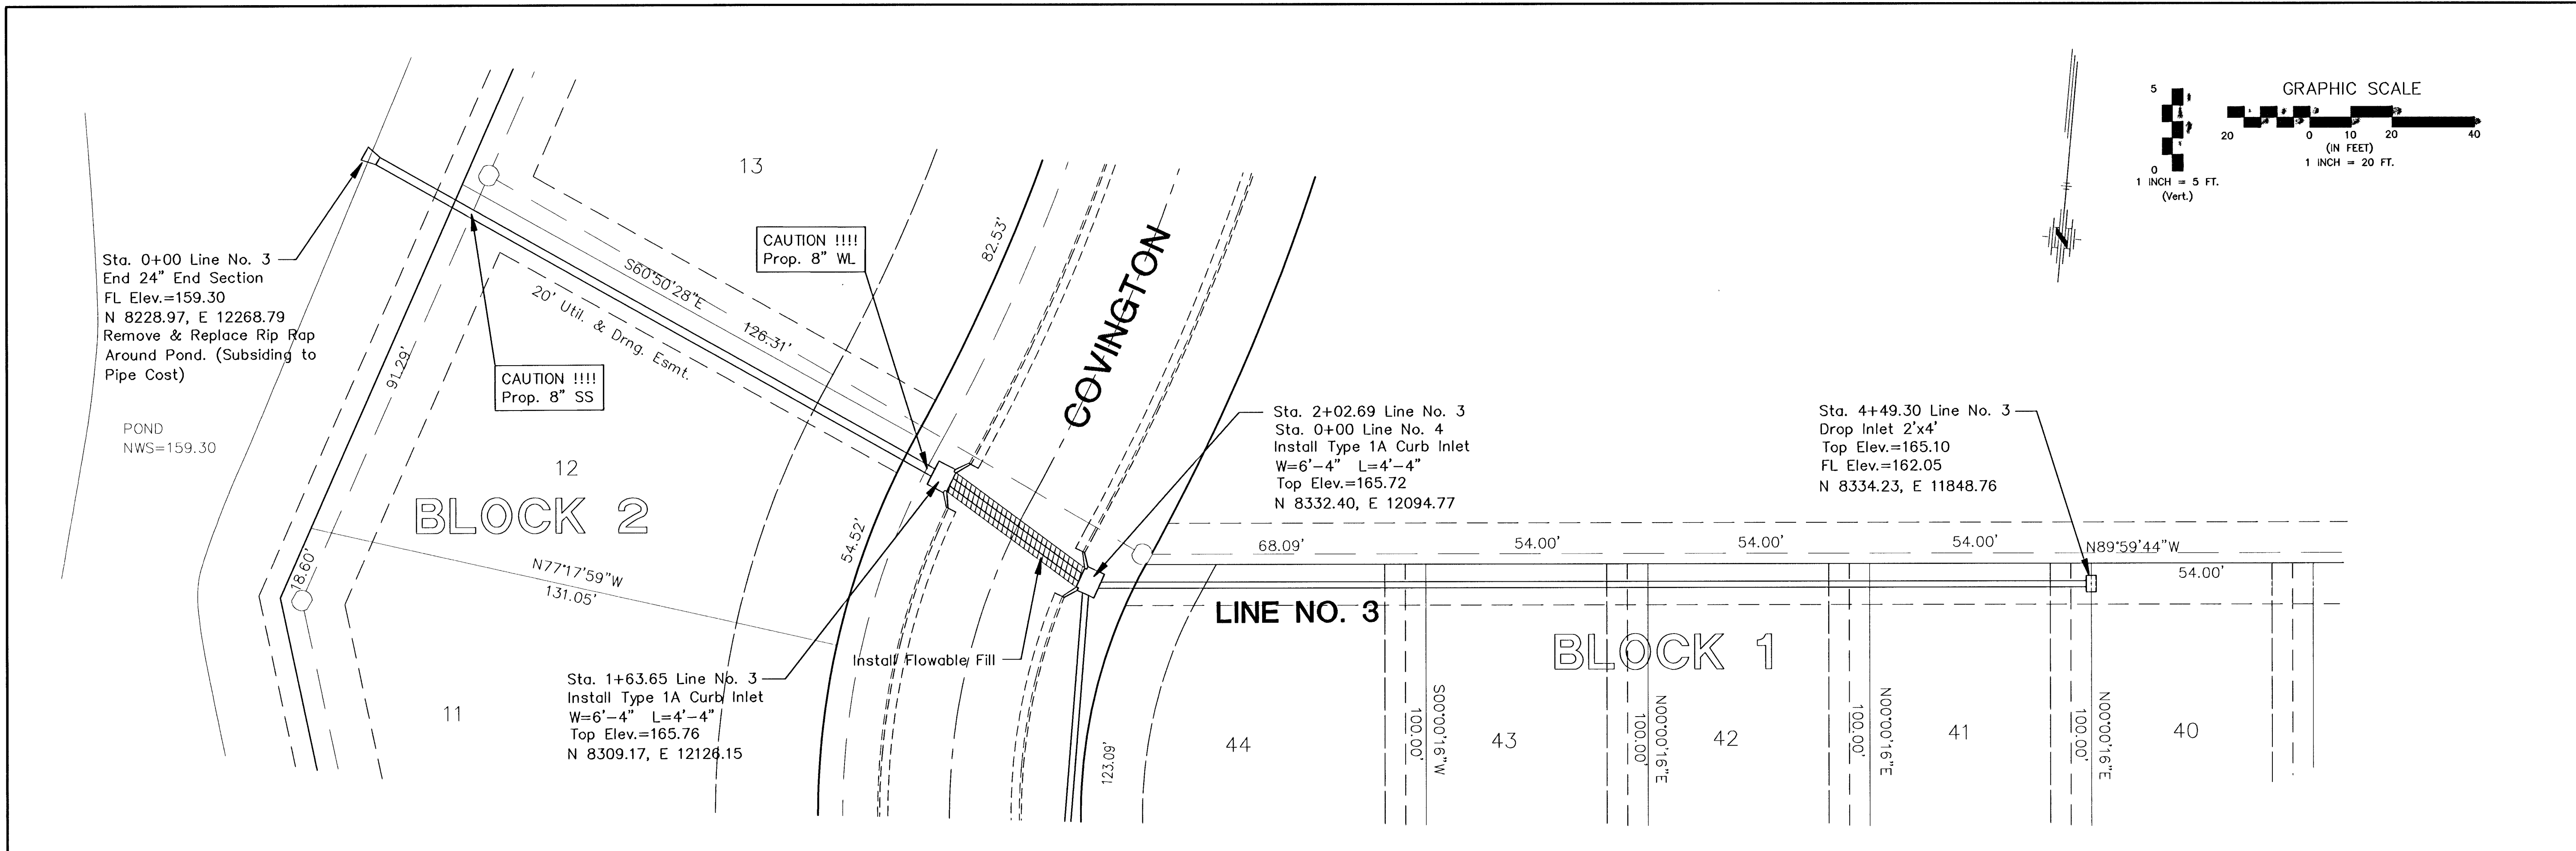 GRAPHIC SCALE
5
0
1 INCH = 5 FT.
(Vert.)
20 0 10 20 40
(IN FEET)
1 INCH = 20 FT.
13
CAUTION !!!!
Prop. 8" WL
82.53'
COVINGTON
Sta. 0+00 Line No. 3
End 24" End Section
FL Elev.=159.30
N 8228.97, E 12268.79
Remove & Replace Rip Rap
Around Pond. (Subsiding to
Pipe Cost)
S60°50'28"E
126.31'
20' Util. & Drng. Esmt.
91.29'
CAUTION !!!!
Prop. 8" SS
POND
NWS=159.30
12
BLOCK 2
Sta. 2+02.69 Line No. 3
Sta. 0+00 Line No. 4
Install Type 1A Curb Inlet
W=6'-4" L=4'-4"
Top Elev.=165.72
N 8332.40, E 12094.77
Sta. 4+49.30 Line No. 3
Drop Inlet 2'x4'
Top Elev.=165.10
FL Elev.=162.05
N 8334.23, E 11848.76
54.52'
18.60'
N77°17'59"W
131.05'
68.09'
54.00'
54.00'
54.00'
N89°59'44"W
54.00'
LINE NO. 3
BLOCK 1
Install Flowable Fill
Sta. 1+63.65 Line No. 3
Install Type 1A Curb Inlet
W=6'-4" L=4'-4"
Top Elev.=165.76
N 8309.17, E 12126.15
11
123.09'
44
S00°00'16"W
100.00'
43
N00°00'16"E
100.00'
42
N00°00'16"E
100.00'
41
N00°00'16"E
100.00'
40